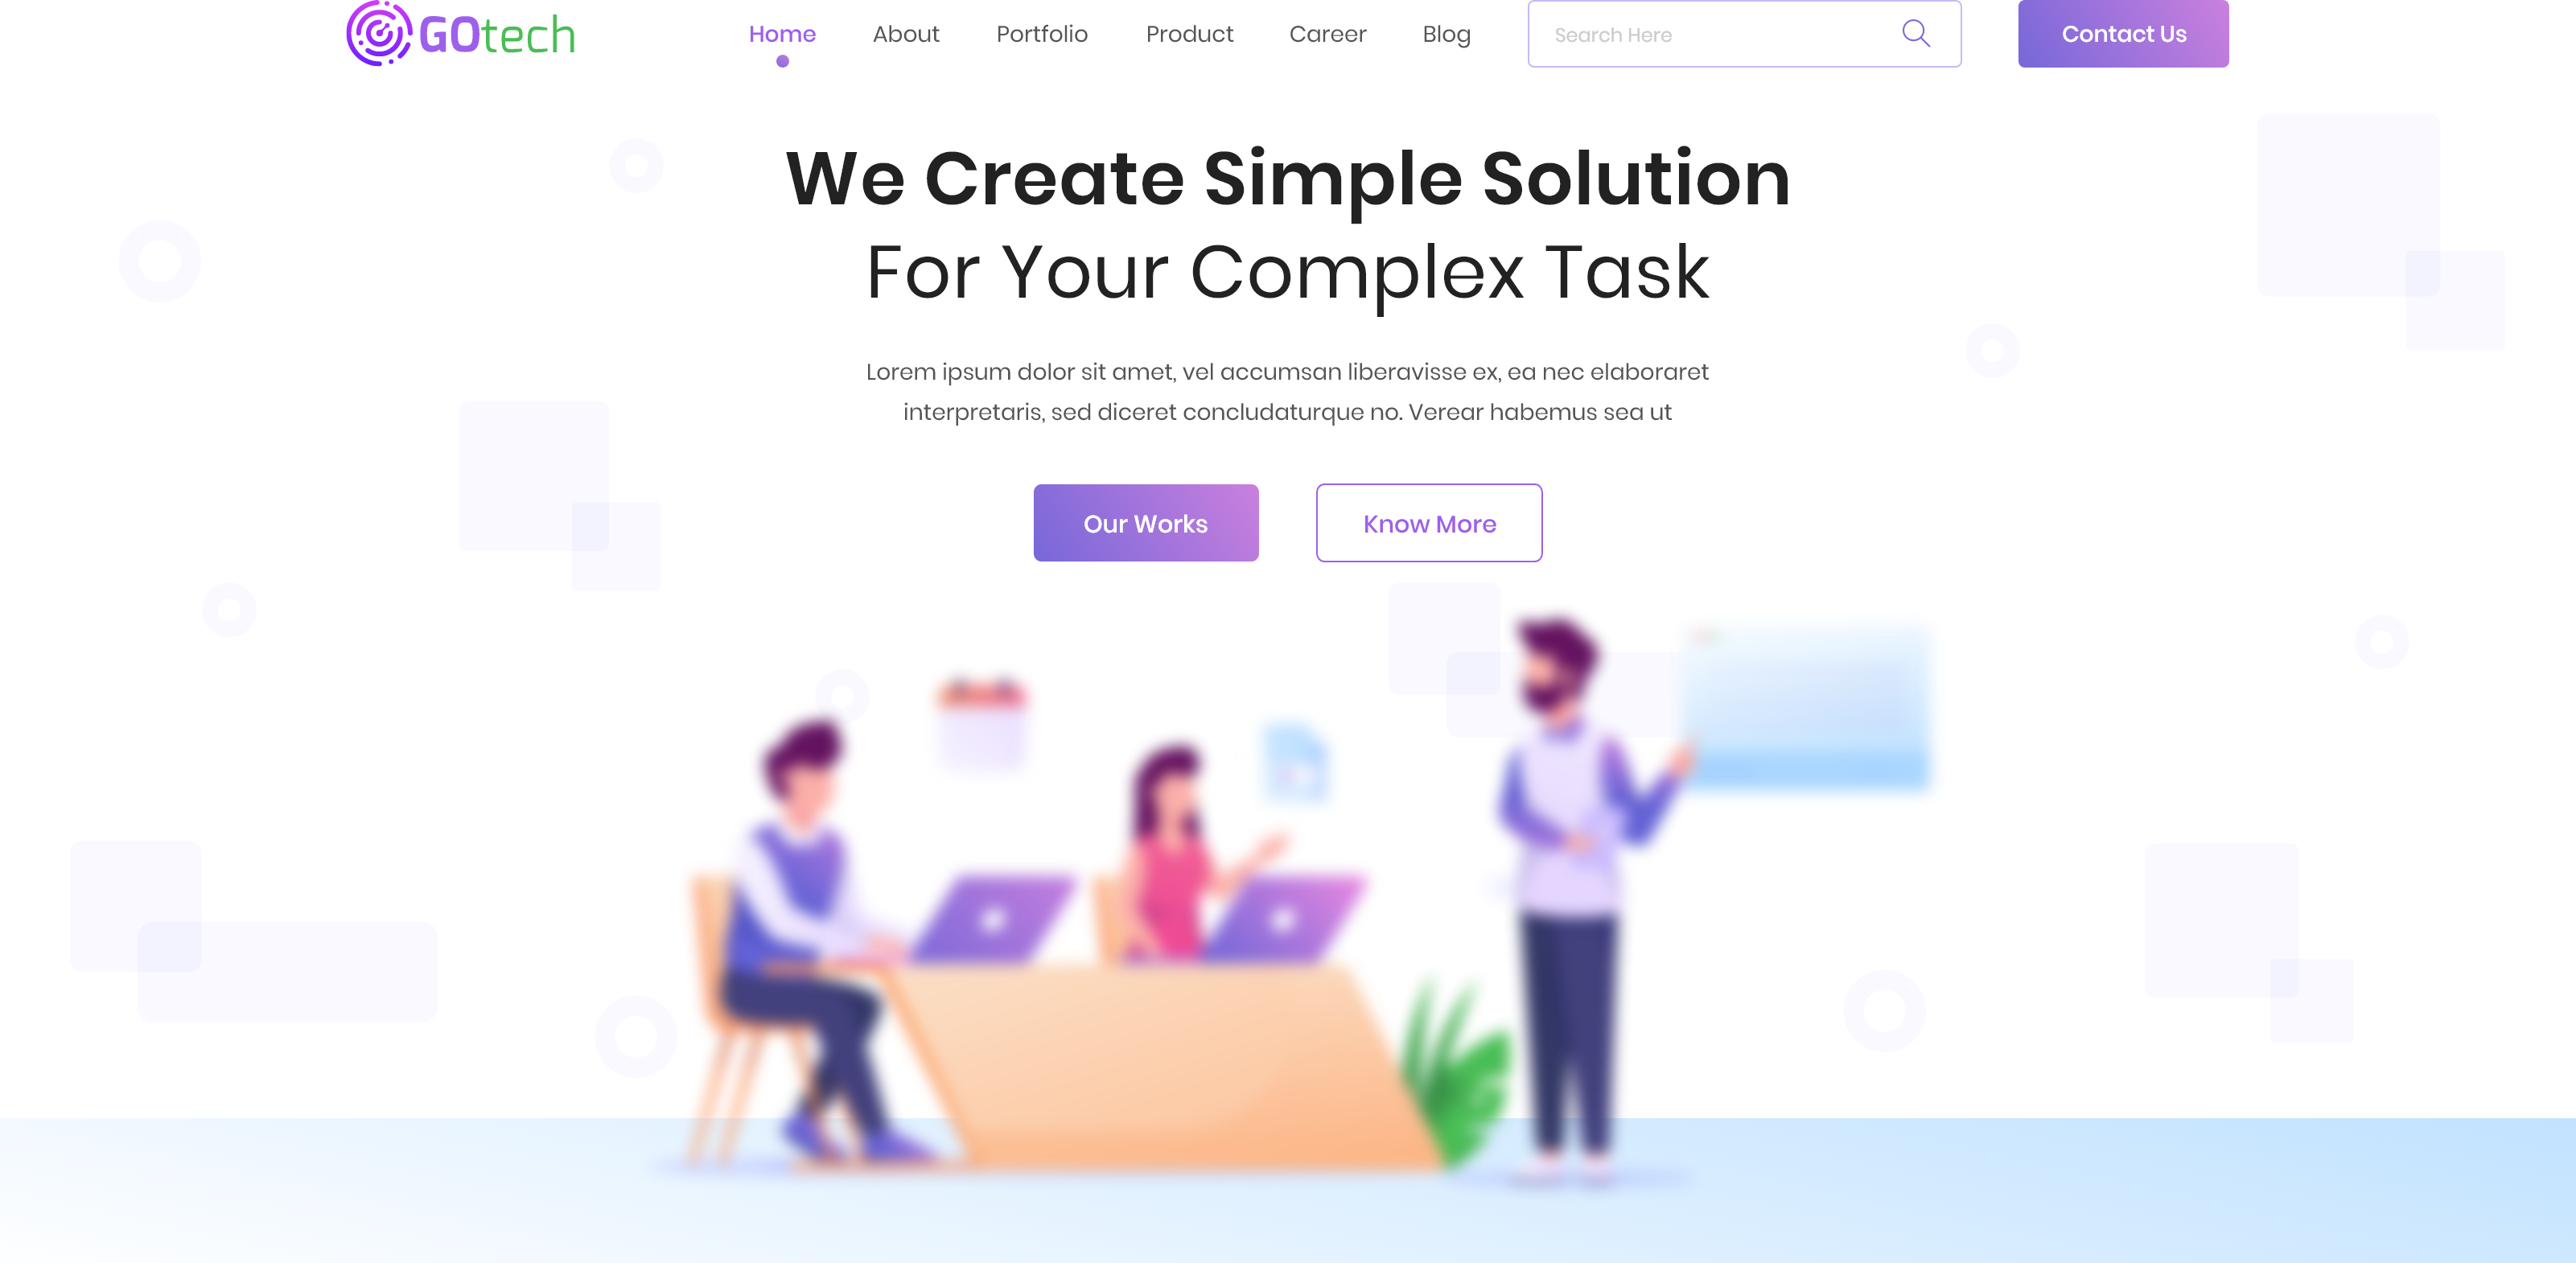 GOtech
Home
About
Portfolio
Product
Career
Blog
Search Here
Contact Us
We Create Simple Solution
For Your Complex Task
Lorem ipsum dolor sit amet, vel accumsan liberavisse ex, ea nec elaboraret
interpretaris, sed diceret concludaturque no. Verear habemus sea ut
Our Works
Know More